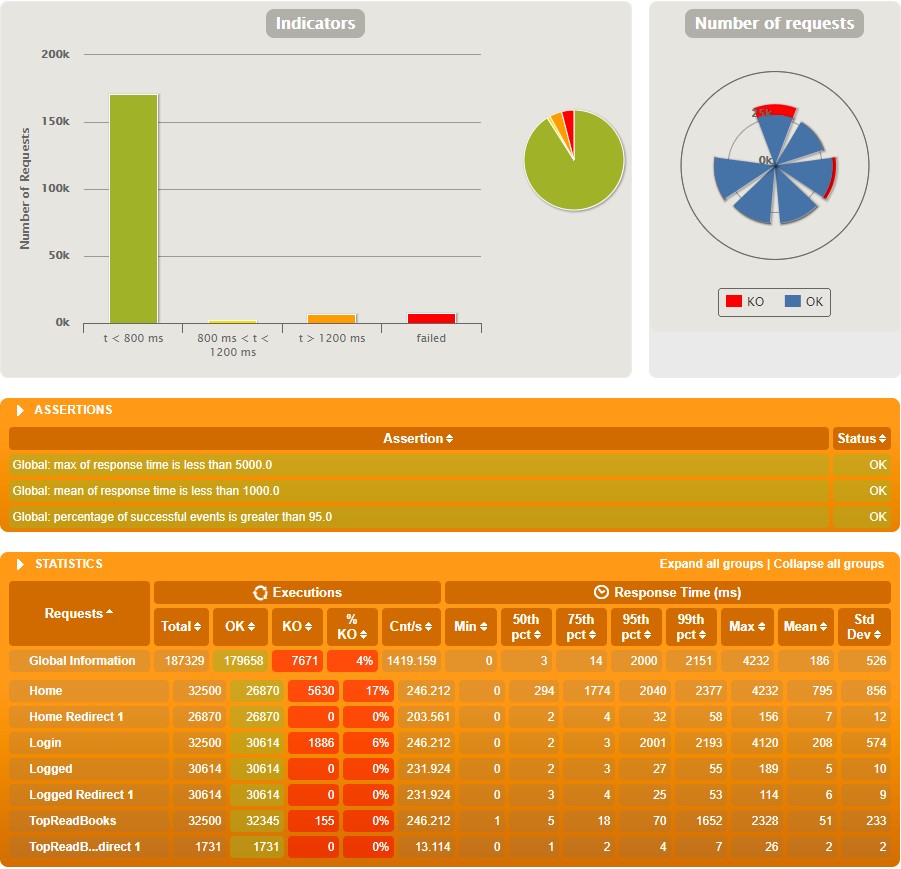 Indicators
200k
150k
100k
50k
0k
Number of Requests
t < 800 ms
800 ms < t <
1200 ms
t > 1200 ms
failed
Number of requests
25k
0k
KO OK
ASSERTIONS
Assertion Status
Global: max of response time is less than 5000.0 OK
Global: mean of response time is less than 1000.0 OK
Global: percentage of successful events is greater than 95.0 OK
STATISTICS Expand all groups | Collapse all groups
Requests Executions Response Time (ms)
Total OK KO % KO Cnt/s Min 50th pct 75th pct 95th pct 99th pct Max Mean Std Dev
Global Information 187329 179658 7671 4% 1419.159 0 3 14 2000 2151 4232 186 526
Home 32500 26870 5630 17% 246.212 0 294 1774 2040 2377 4232 795 856
Home Redirect 1 26870 26870 0 0% 203.561 0 2 4 32 58 156 7 12
Login 32500 30614 1886 6% 246.212 0 2 3 2001 2193 4120 208 574
Logged 30614 30614 0 0% 231.924 0 2 3 27 55 189 5 10
Logged Redirect 1 30614 30614 0 0% 231.924 0 3 4 25 53 114 6 9
TopReadBooks 32500 32345 155 0% 246.212 1 5 18 70 1652 2328 51 233
TopReadB...direct 1 1731 1731 0 0% 13.114 0 1 2 4 7 26 2 2